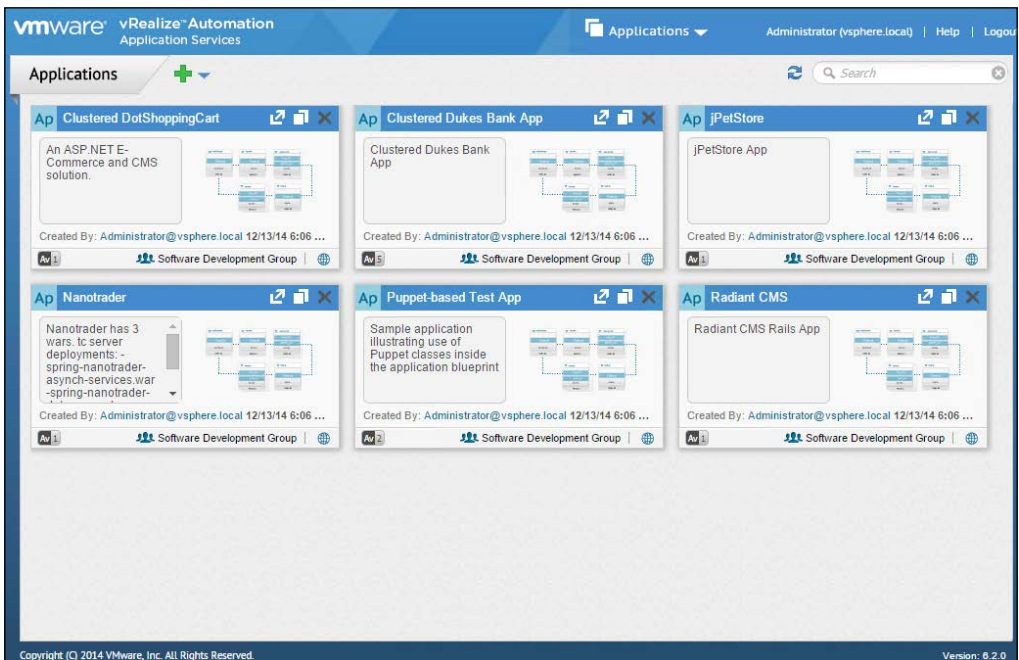 vmware vRealize™Automation
Application Services
Applications
Administrator (vsphere.local) | Help | Logou
Applications
Search
Ap Clustered DotShoppingCart
An ASP.NET E-
Commerce and CMS
solution.
Created By: Administrator@vsphere.local 12/13/14 6:06 ...
Av 1 Software Development Group |
Ap Clustered Dukes Bank App
Clustered Dukes Bank
App
Created By: Administrator@vsphere.local 12/13/14 6:06 ...
Av 5 Software Development Group |
Ap jPetStore
jPetStore App
Created By: Administrator@vsphere.local 12/13/14 6:06 ...
Av 1 Software Development Group |
Ap Nanotrader
Nanotrader has 3
wars. tc server
deployments: -
spring-nanotrader-
asynch-services.war
-spring-nanotrader-
Created By: Administrator@vsphere.local 12/13/14 6:06 ...
Av 1 Software Development Group |
Ap Puppet-based Test App
Sample application
illustrating use of
Puppet classes inside
the application blueprint
Created By: Administrator@vsphere.local 12/13/14 6:06 ...
Av 2 Software Development Group |
Ap Radiant CMS
Radiant CMS Rails App
Created By: Administrator@vsphere.local 12/13/14 6:06 ...
Av 1 Software Development Group |
Copyright (C) 2014 VMware, Inc. All Rights Reserved.
Version: 6.2.0